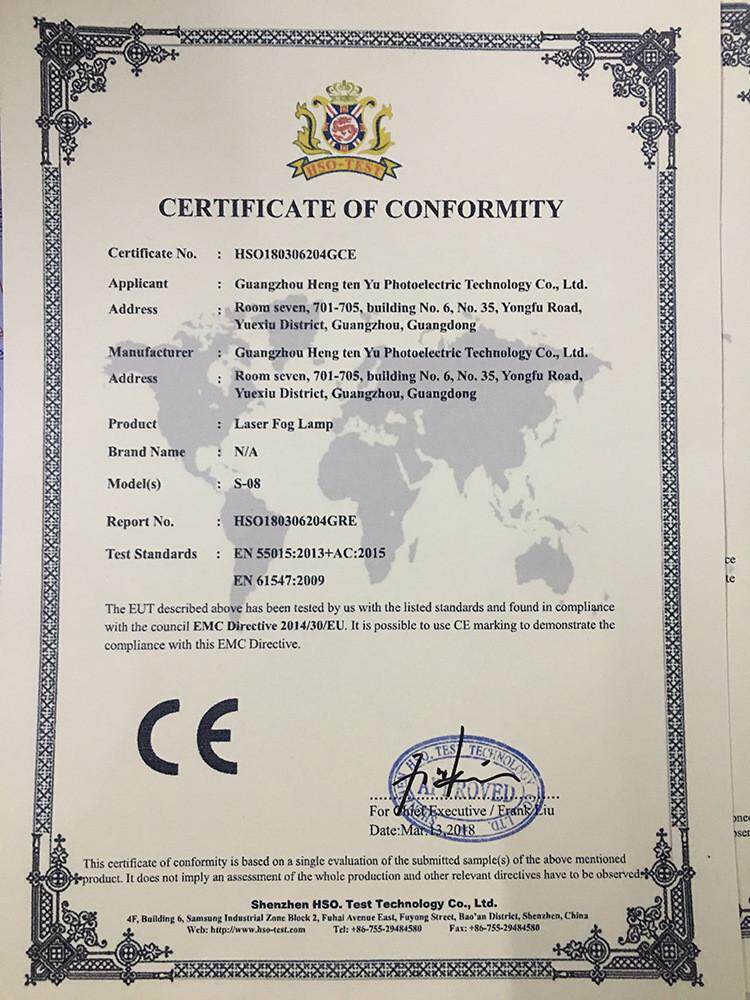 HSO-TEST
CERTIFICATE OF CONFORMITY
Certificate No. : HSO180306204GCE
Applicant : Guangzhou Heng ten Yu Photoelectric Technology Co., Ltd.
Address : Room seven, 701-705, building No. 6, No. 35, Yongfu Road,
Yuexiu District, Guangzhou, Guangdong
Manufacturer : Guangzhou Heng ten Yu Photoelectric Technology Co., Ltd.
Address : Room seven, 701-705, building No. 6, No. 35, Yongfu Road,
Yuexiu District, Guangzhou, Guangdong
Product : Laser Fog Lamp
Brand Name : N/A
Model(s) : S-08
Report No. : HSO180306204GRE
Test Standards : EN 55015:2013+AC:2015
EN 61547:2009
The EUT described above has been tested by us with the listed standards and found in compliance
with the council EMC Directive 2014/30/EU. It is possible to use CE marking to demonstrate the
compliance with this EMC Directive.
CE
HSO. TEST TECHNOLOGY
APPROVED
LTD.
For Chief Executive / Frank Liu
Date:Mar.13,2018
This certificate of conformity is based on a single evaluation of the submitted sample(s) of the above mentioned
product. It does not imply an assessment of the whole production and other relevant directives have to be observed.
Shenzhen HSO. Test Technology Co., Ltd.
4F, Building 6, Samsung Industrial Zone Block 2, Fuhai Avenue East, Fuyong Street, Bao'an District, Shenzhen, China
Web: http://www.hso-test.com Tel: +86-755-29484580 Fax: +86-755-29484580